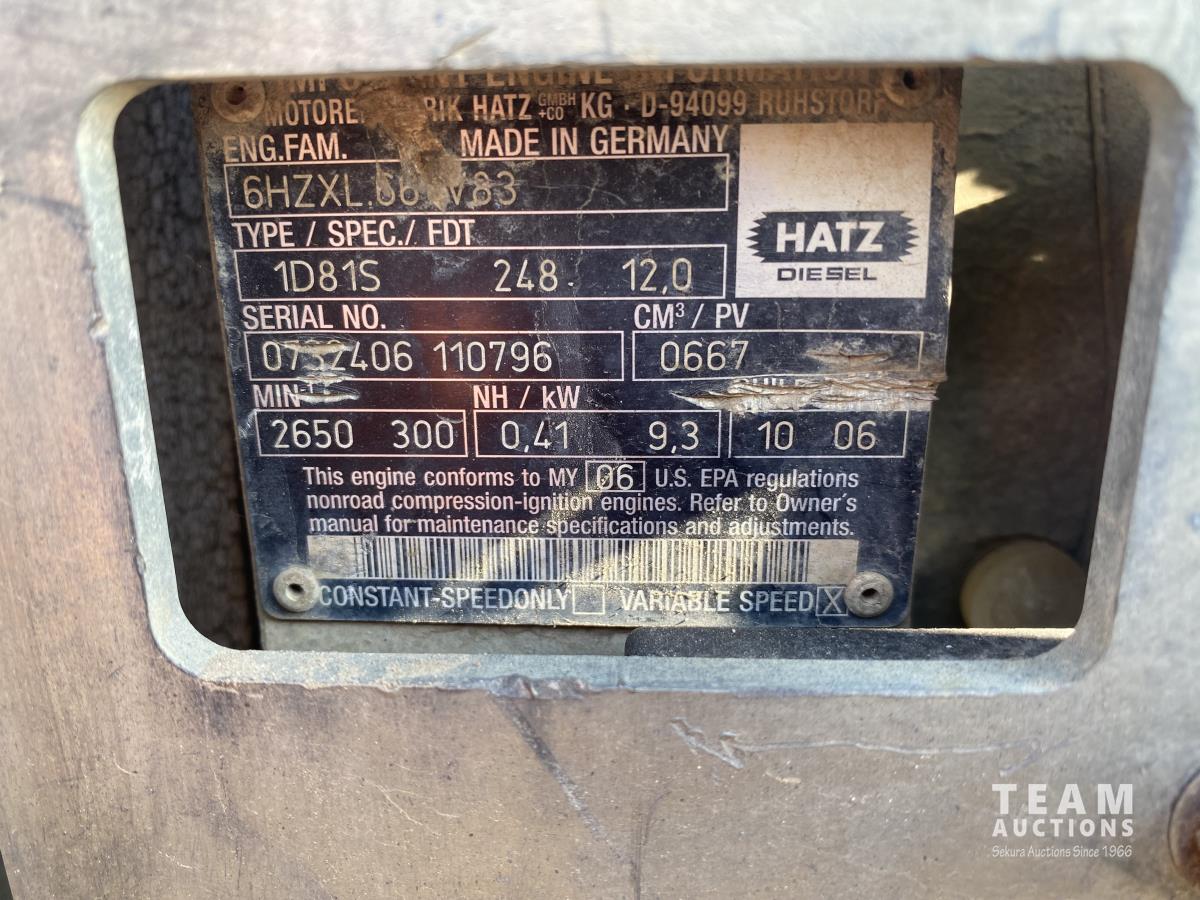 ENGINE INFORMATION
HATZ GMBH +CO KG · D-94099 RUHSTORF
ENG.FAM. MADE IN GERMANY
TYPE / SPEC./ FDT
HATZ
DIESEL
1D81S 248 12,0
SERIAL NO. CM³ / PV
110796 0667
MIN NH / kW
2650 300 0,41 9,3 10 06
This engine conforms to MY 06 U.S. EPA regulations
nonroad compression-ignition engines. Refer to Owner's
manual for maintenance specifications and adjustments.
CONSTANT-SPEEDONLY VARIABLE SPEED X
TEAM
AUCTIONS
Sekura Auctions Since 1966